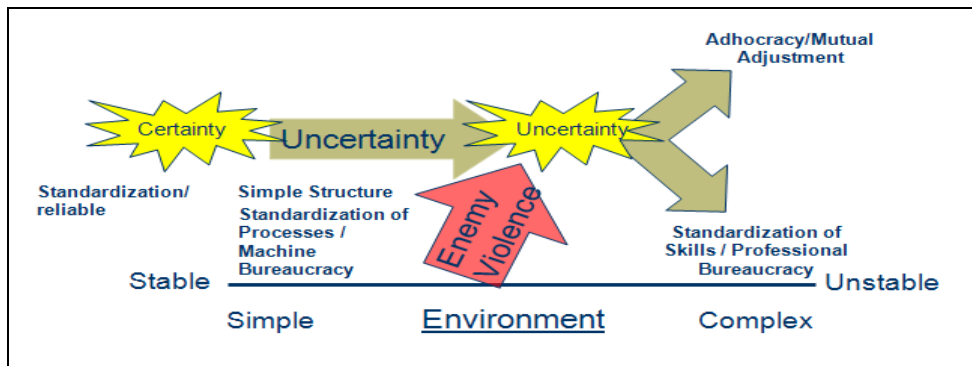 Adhocracy/Mutual
Adjustment
Certainty
Uncertainty
Uncertainty
Standardization/
reliable
Simple Structure
Standardization of
Processes /
Machine
Bureaucracy
Enemy
Violence
Standardization of
Skills / Professional
Bureaucracy
Stable
Unstable
Simple
Environment
Complex